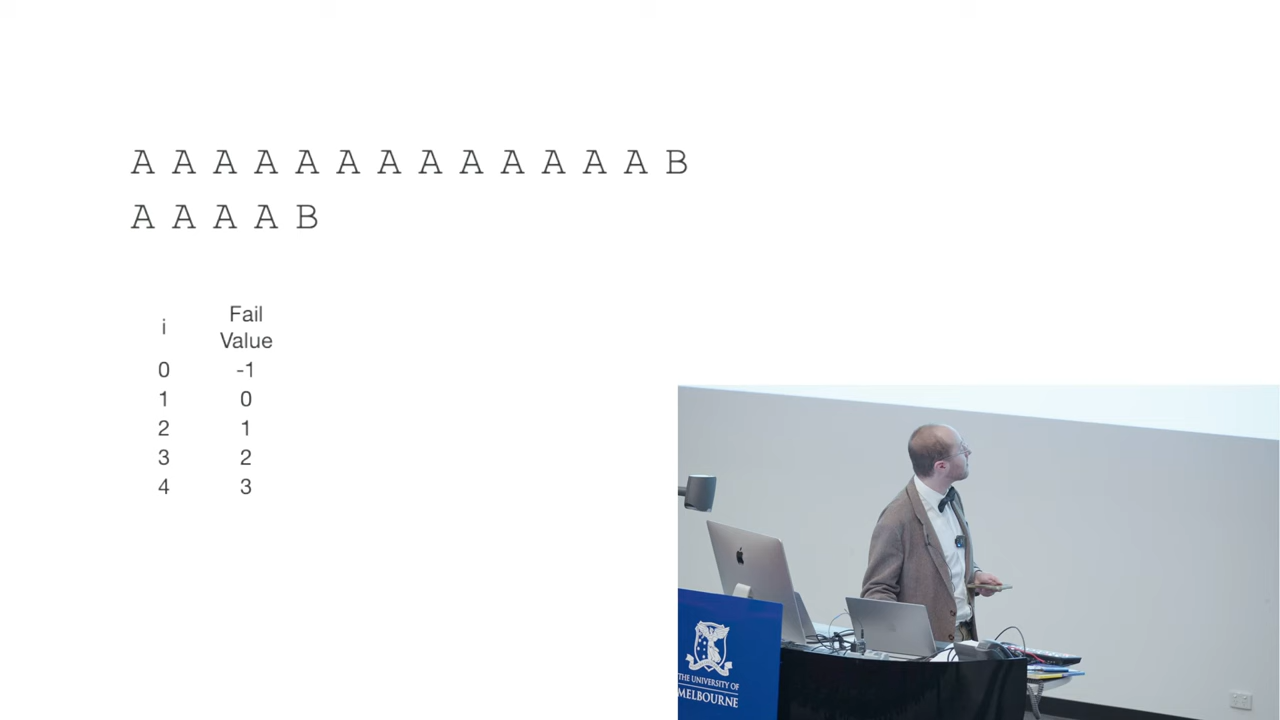 A A A A A A A A A A A A A B
A A A A B
i Fail Value
0 -1
1 0
2 1
3 2
4 3
THE UNIVERSITY OF
MELBOURNE